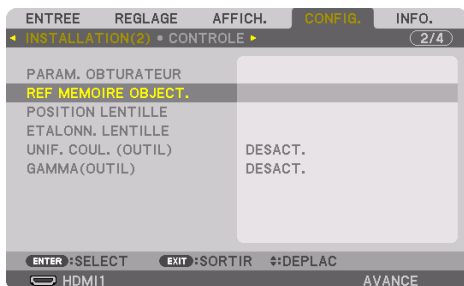 ENTREE REGLAGE AFFICH. CONFIG. INFO.
◂ INSTALLATION(2) • CONTROLE ▸ 2/4
PARAM. OBTURATEUR
REF MEMOIRE OBJECT.
POSITION LENTILLE
ETALONN. LENTILLE
UNIF. COUL. (OUTIL) DESACT.
GAMMA(OUTIL) DESACT.
ENTER :SELECT EXIT :SORTIR ≑:DEPLAC
HDMI1 AVANCE